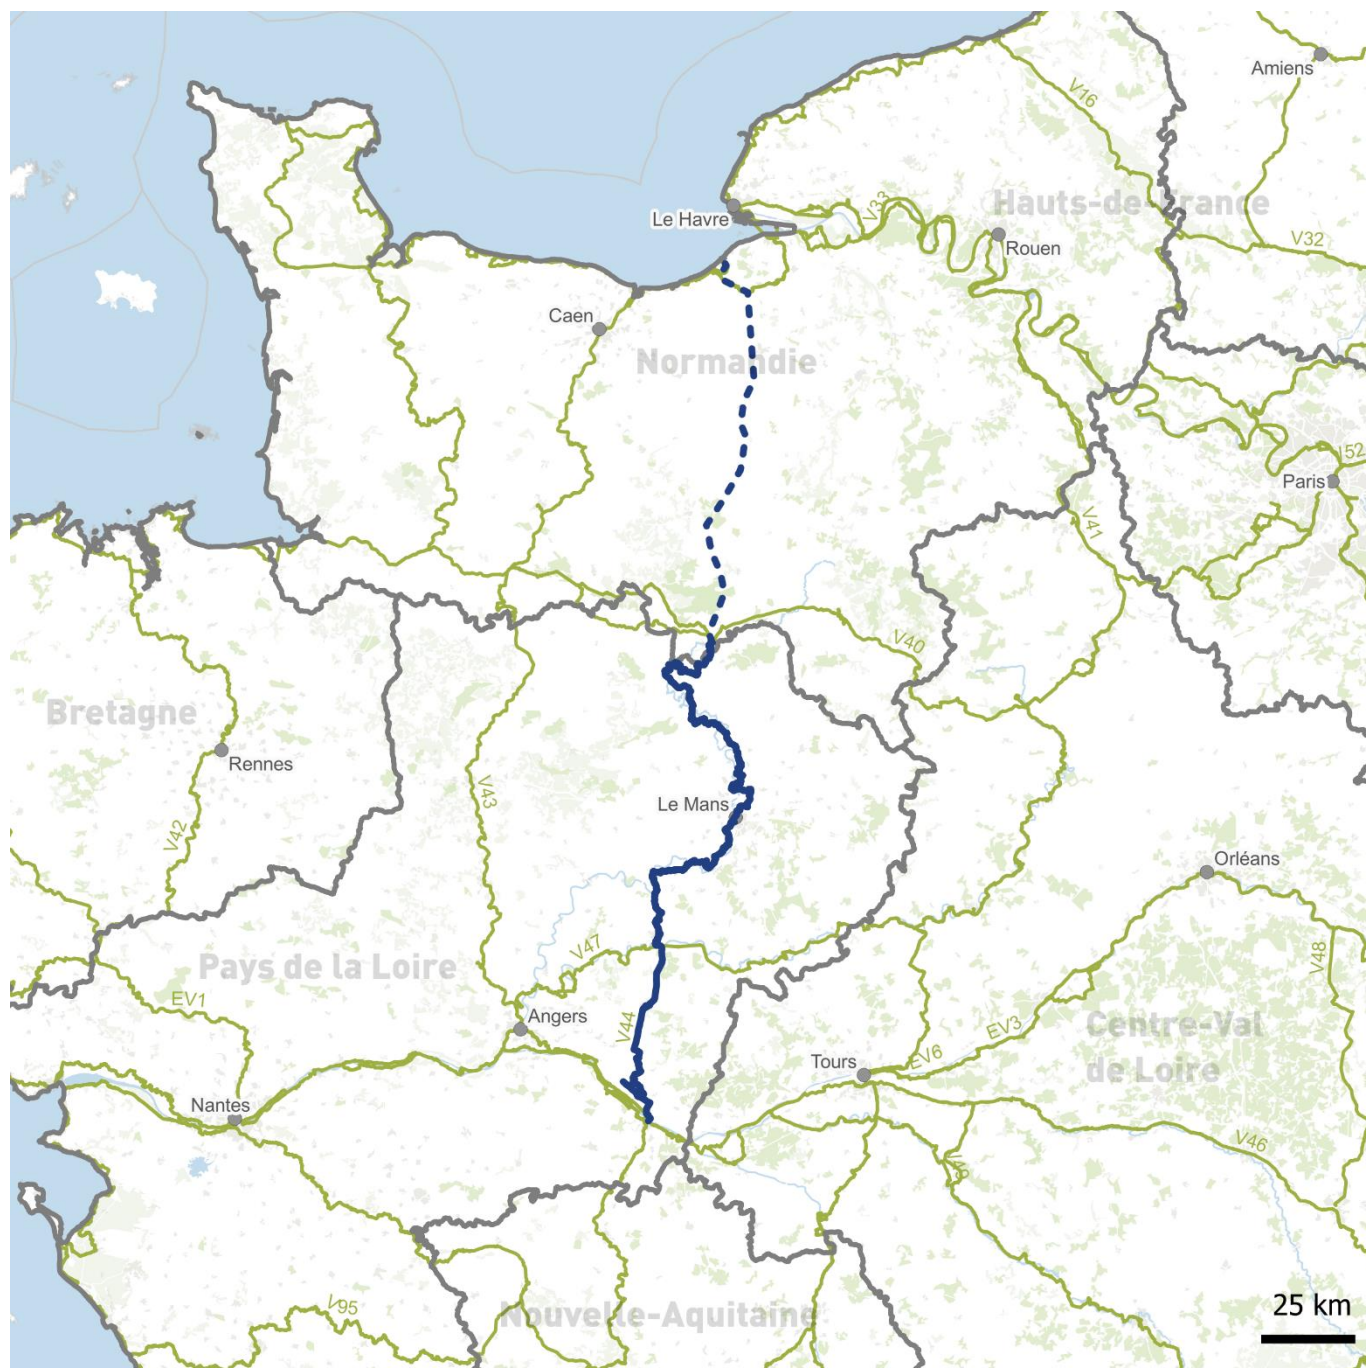 Amiens
V16
Hauts-de-France
V33
Le Havre
Rouen
V32
Caen
Normandie
V52
Paris
V41
V40
Bretagne
Rennes
V43
Le Mans
V42
Orléans
V47
V48
Pays de la Loire
EV1
Angers
V44
EV3
Centre-Val
de Loire
EV6
Tours
Nantes
V46
V49
25 km
V95
Nouvelle-Aquitaine